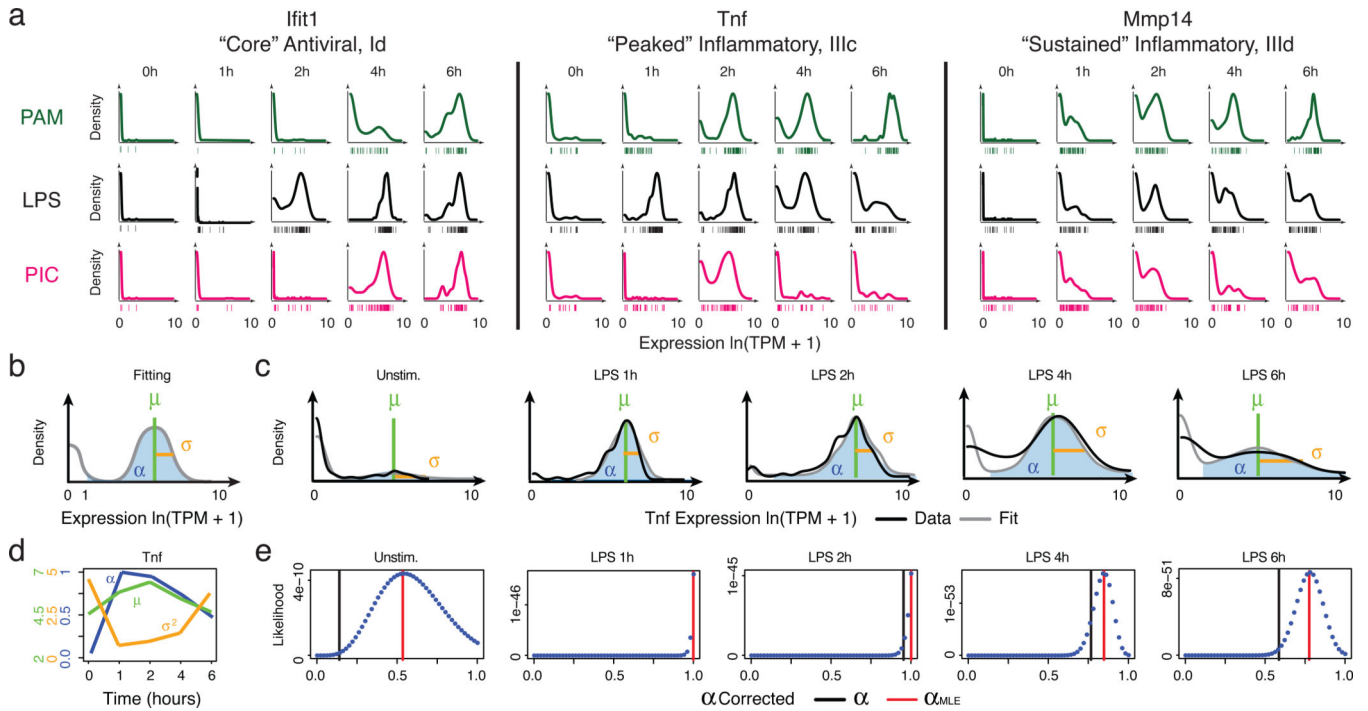 a
Ifit1
"Core" Antiviral, Id
Tnf
"Peaked" Inflammatory, IIIc
Mmp14
"Sustained" Inflammatory, IIId
0h 1h 2h 4h 6h 0h 1h 2h 4h 6h 0h 1h 2h 4h 6h
PAM Density
LPS Density
PIC Density
0 10 0 10 0 10 0 10 0 10 0 10 0 10 0 10 0 10 0 10 0 10 0 10 0 10 0 10 0 10
Expression ln(TPM + 1)
b Fitting
μ
σ
α
Density
0 1 10
Expression ln(TPM + 1)
c Unstim. LPS 1h LPS 2h LPS 4h LPS 6h
μ μ μ μ μ
σ σ σ σ σ
α α α α
Density
0 10 0 10 0 10 0 10 0 10
Tnf Expression ln(TPM + 1) Data Fit
d Tnf
7 5 1
4.5 2.5 0.5
2 0 0.0
α
μ
σ²
0 1 2 4 6
Time (hours)
e Unstim. LPS 1h LPS 2h LPS 4h LPS 6h
Likelihood
4e−10 1e−46 1e−45 1e−53 8e−51
0 0 0 0 0
0.0 0.5 1.0 0.0 0.5 1.0 0.0 0.5 1.0 0.0 0.5 1.0 0.0 0.5 1.0
α Corrected α αMLE